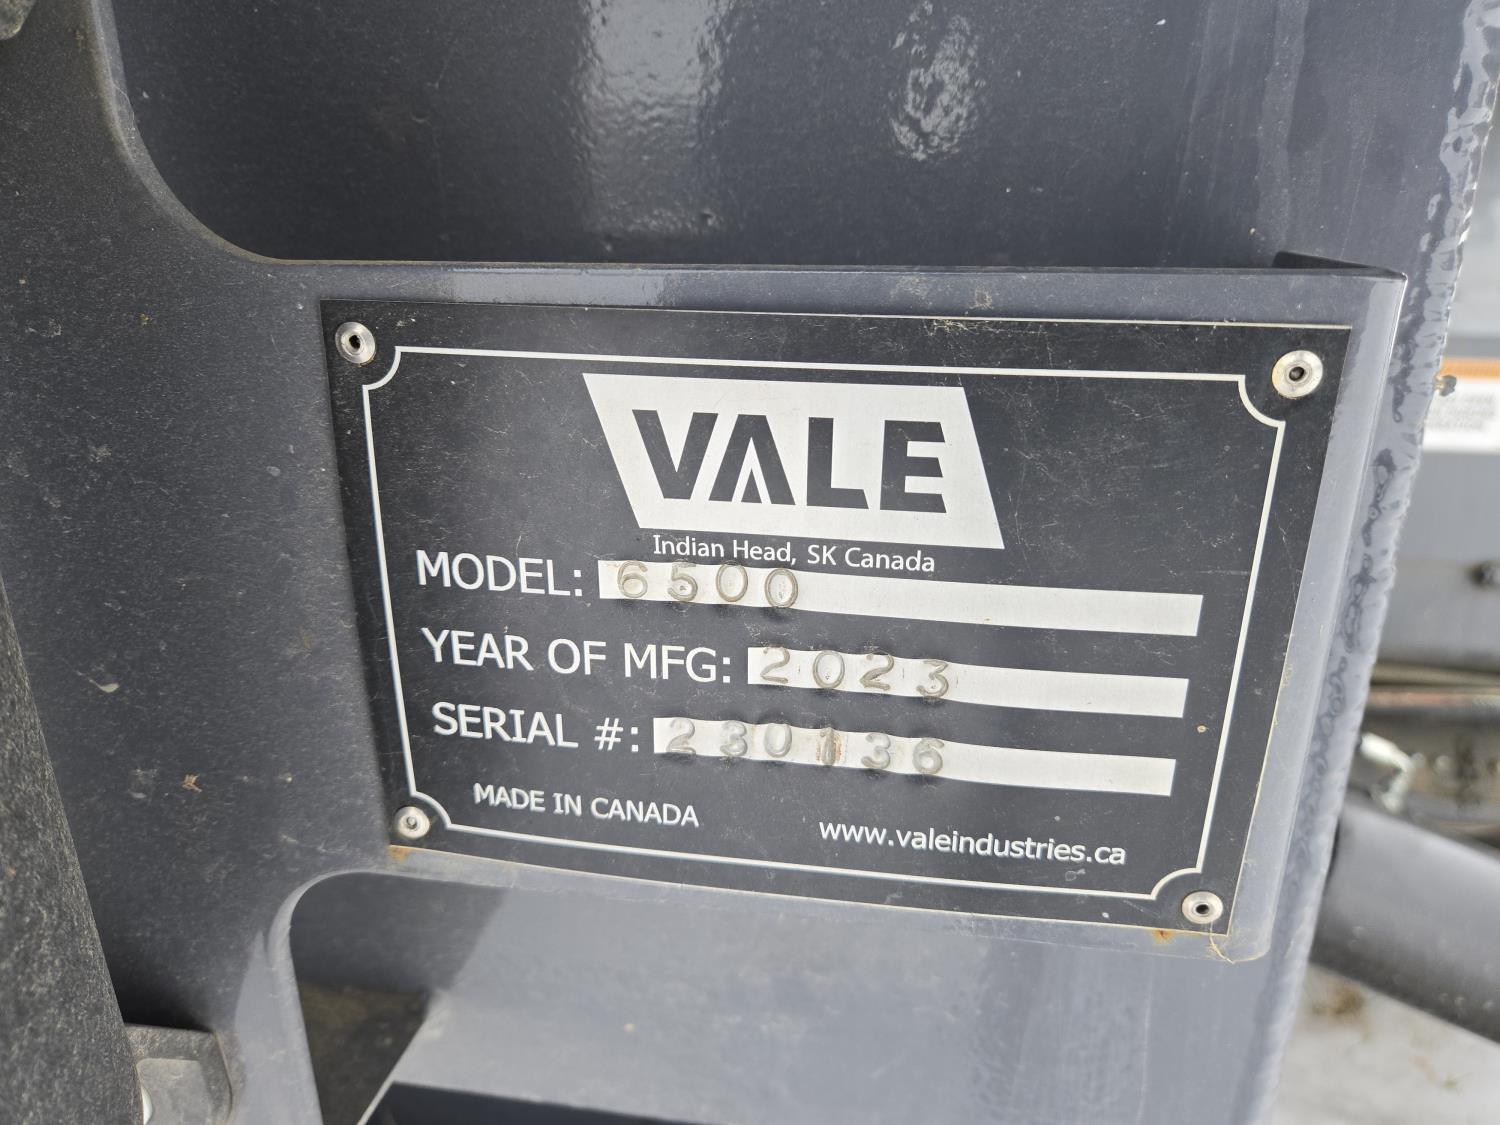 VALE
Indian Head, SK Canada
MODEL: 6500
YEAR OF MFG: 2023
SERIAL #: 230136
MADE IN CANADA
www.valeindustries.ca